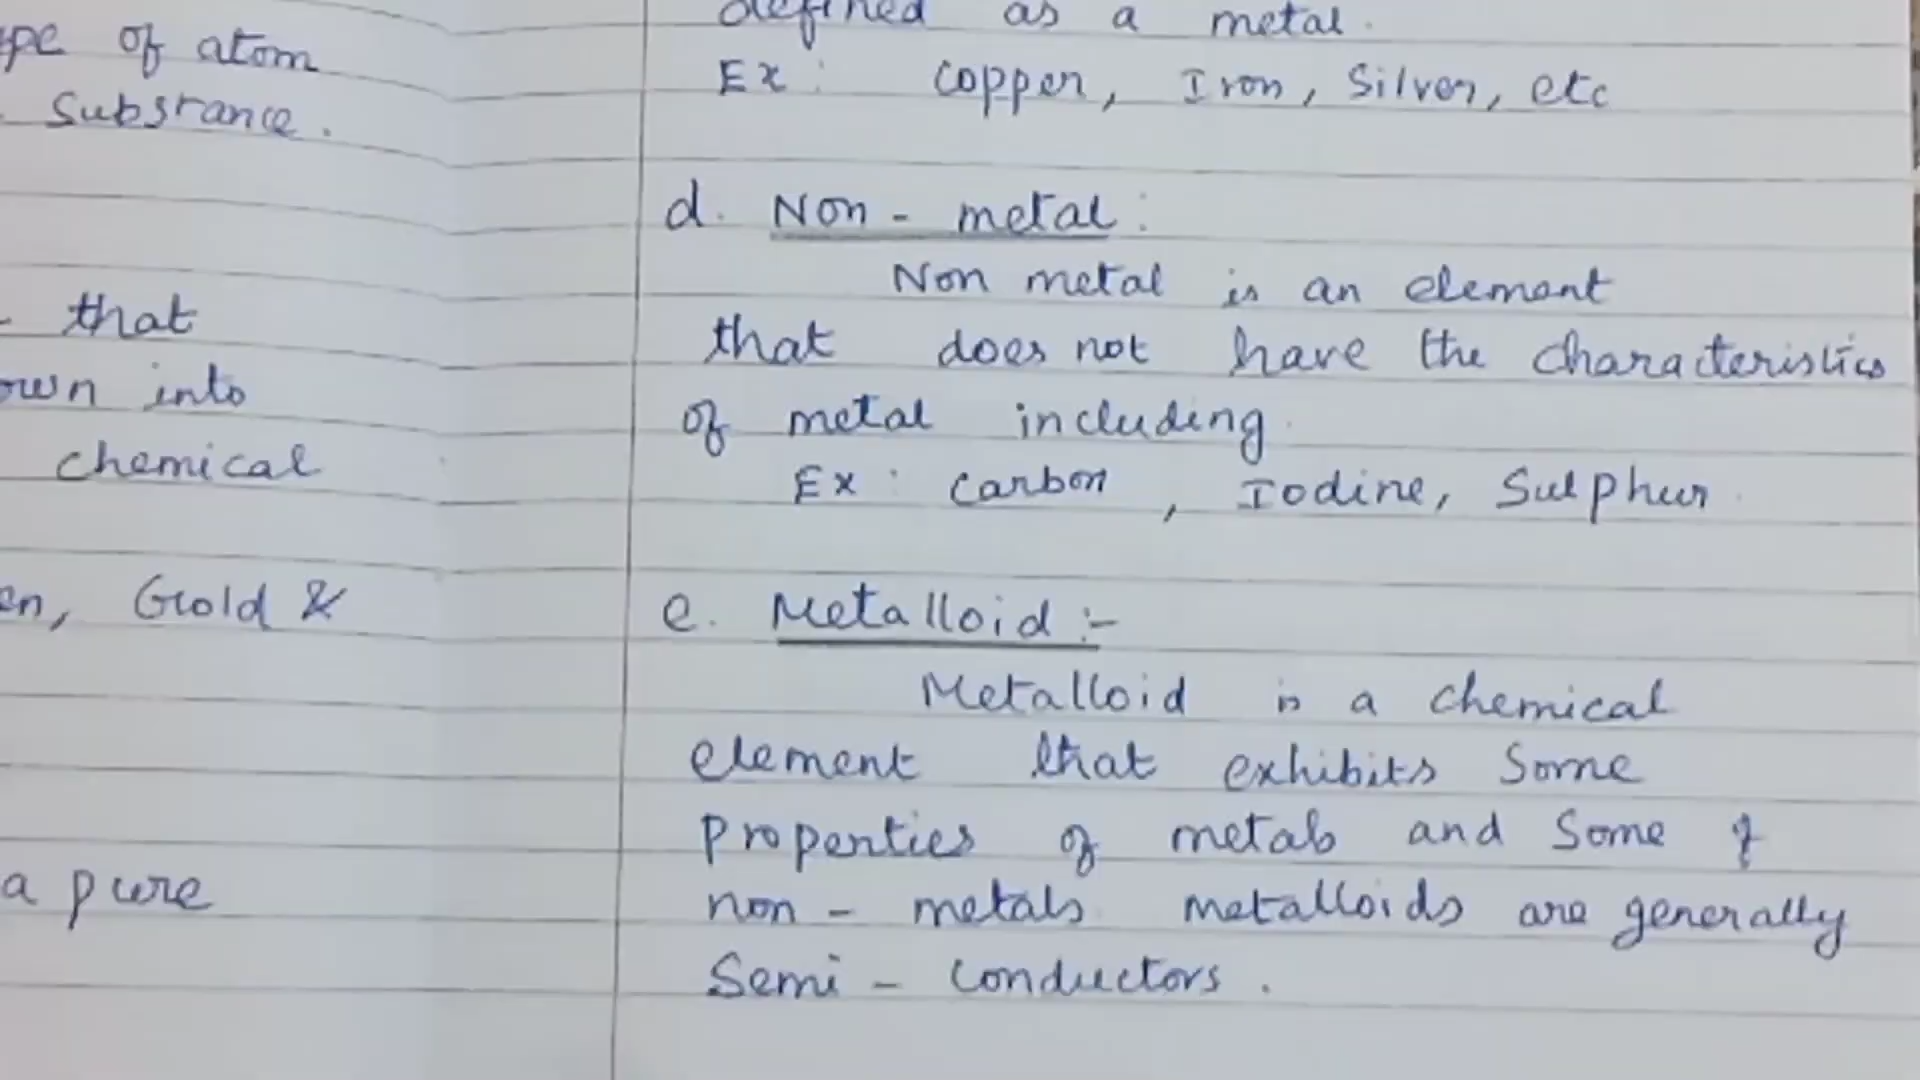 of atom
Substance.
that
into
chemical
Gold &
a pure
defined as a metal.
Ex: Copper, Iron, Silver, etc
d. Non - metal:
Non metal is an element
that does not have the characteristics
of metal including.
Ex: Carbon, Iodine, Sulphur.
e. Metalloid :-
Metalloid is a chemical
element that exhibits some
properties of metals and some of
non - metals metalloids are generally
Semi - conductors.